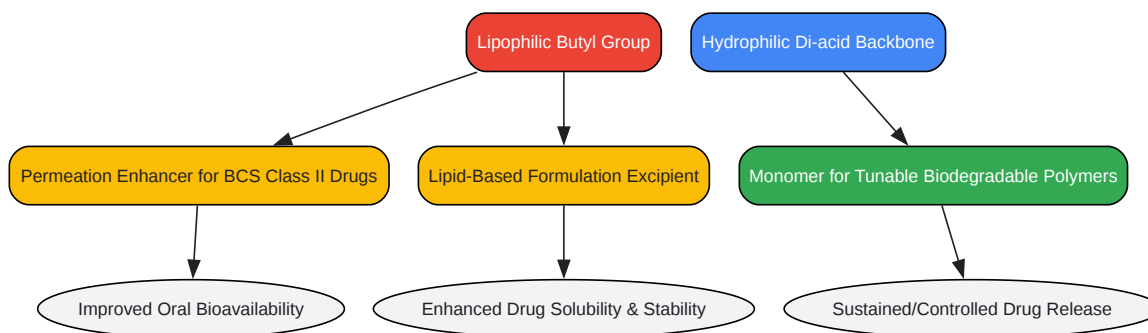 Lipophilic Butyl Group
Hydrophilic Di-acid Backbone
Permeation Enhancer for BCS Class II Drugs
Lipid-Based Formulation Excipient
Monomer for Tunable Biodegradable Polymers
Improved Oral Bioavailability
Enhanced Drug Solubility & Stability
Sustained/Controlled Drug Release